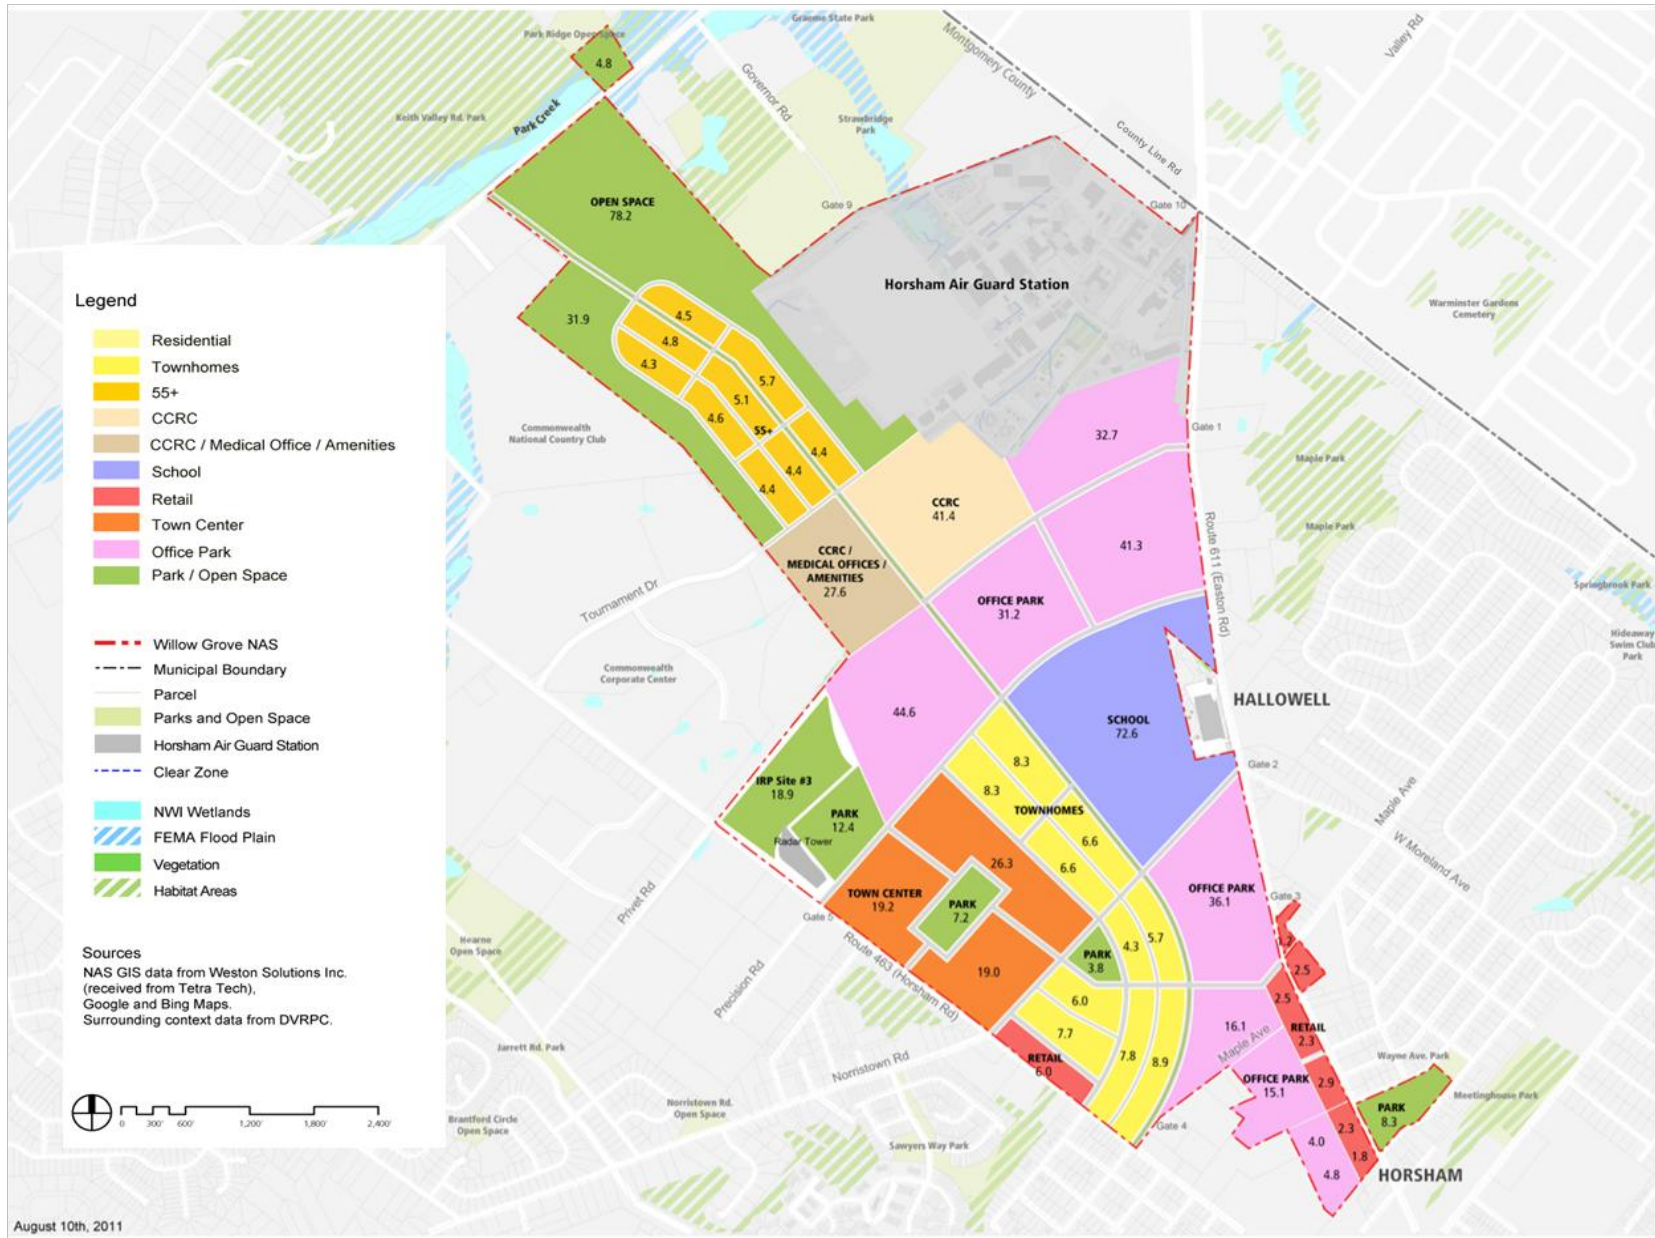 Graeme State Park
Park Ridge Open Space
4.8
Montgomery County
Valley Rd
Governor Rd
Keith Valley Rd. Park
Park Creek
Strawbridge
Park
County Line Rd
OPEN SPACE
78.2
Gate 9
Gate 10
Horsham Air Guard Station
Warminster Gardens
Cemetery
31.9
4.5
4.8
4.3
5.7
5.1
4.6
55+
4.4
4.4
4.4
Commonwealth
National Country Club
32.7
Gate 1
Maple Park
CCRC
41.4
Maple Park
41.3
Route 611 (Easton Rd)
CCRC /
MEDICAL OFFICES /
AMENITIES
27.6
Tournament Dr
OFFICE PARK
31.2
Springbrook Park
Hideaway
Swim Club
Park
Commonwealth
Corporate Center
44.6
SCHOOL
72.6
HALLOWELL
Gate 2
8.3
8.3
TOWNHOMES
6.6
6.6
IRP Site #3
18.9
PARK
12.4
Radar Tower
Maple Ave
W Moreland Ave
26.3
TOWN CENTER
19.2
PARK
7.2
OFFICE PARK
36.1
Gate 3
Gate 5
Privet Rd
Route 463 (Horsham Rd)
Hearne
Open Space
Precision Rd
19.0
PARK
3.8
4.3
5.7
2.5
2.5
6.0
7.7
7.8
8.9
16.1
Maple Ave
RETAIL
2.3
RETAIL
6.0
Jarrett Rd. Park
Norristown Rd
Wayne Ave. Park
OFFICE PARK
15.1
2.9
Meetinghouse Park
PARK
8.3
Norristown Rd.
Open Space
Brantford Circle
Open Space
Sawyers Way Park
Gate 4
2.3
4.0
1.8
4.8
HORSHAM
Legend
Residential
Townhomes
55+
CCRC
CCRC / Medical Office / Amenities
School
Retail
Town Center
Office Park
Park / Open Space
Willow Grove NAS
Municipal Boundary
Parcel
Parks and Open Space
Horsham Air Guard Station
Clear Zone
NWI Wetlands
FEMA Flood Plain
Vegetation
Habitat Areas
Sources
NAS GIS data from Weston Solutions Inc.
(received from Tetra Tech),
Google and Bing Maps.
Surrounding context data from DVRPC.
0 300' 600' 1,200' 1,800' 2,400'
August 10th, 2011